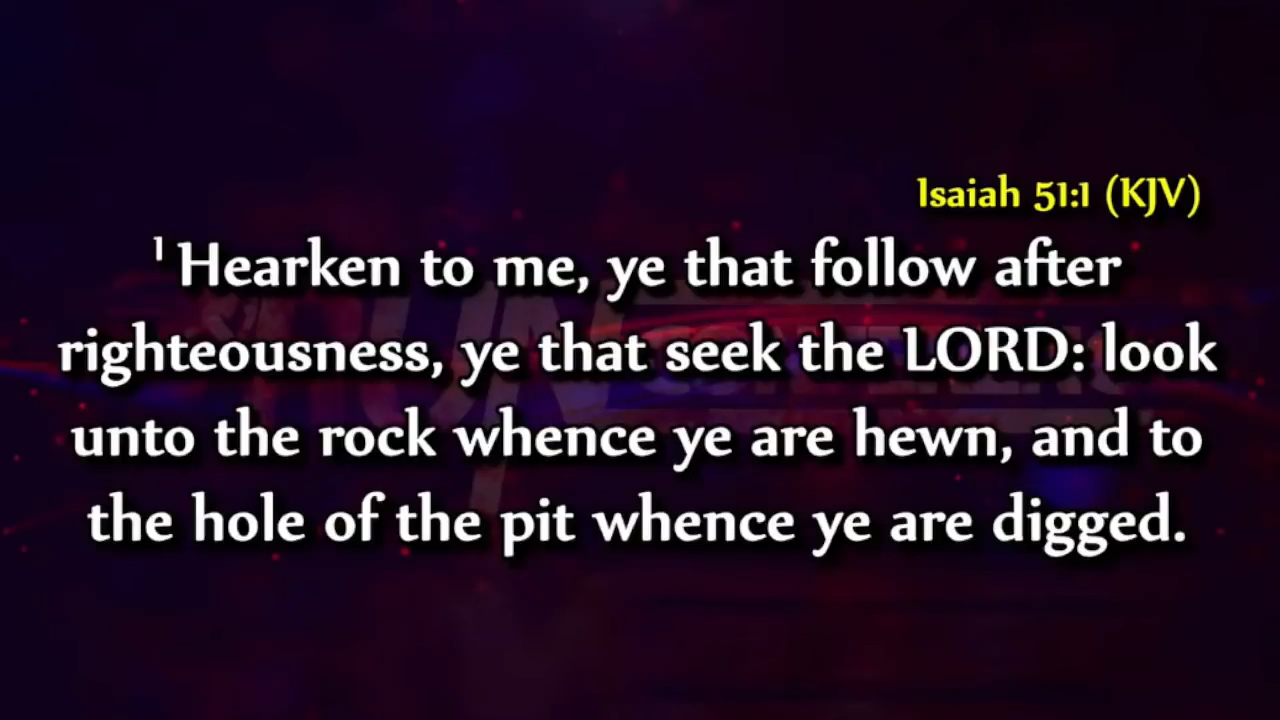 Isaiah 51:1 (KJV)
¹ Hearken to me, ye that follow after
righteousness, ye that seek the LORD: look
unto the rock whence ye are hewn, and to
the hole of the pit whence ye are digged.